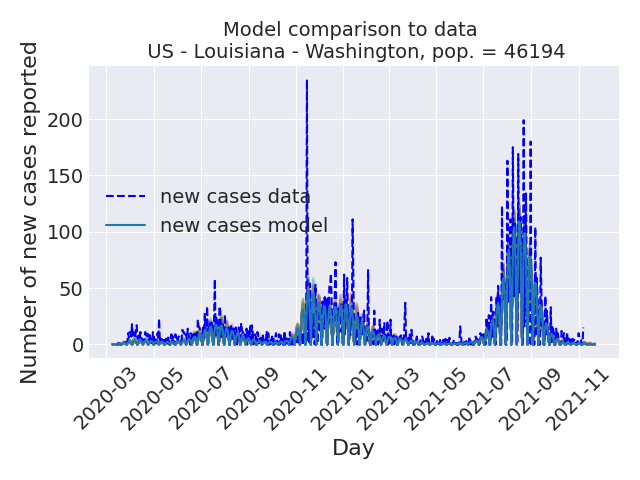 Model comparison to data
US - Louisiana - Washington, pop. = 46194
Number of new cases reported
200
150
100
50
0
new cases data
new cases model
2020-03
2020-05
2020-07
2020-09
2020-11
2021-01
2021-03
2021-05
2021-07
2021-09
2021-11
Day